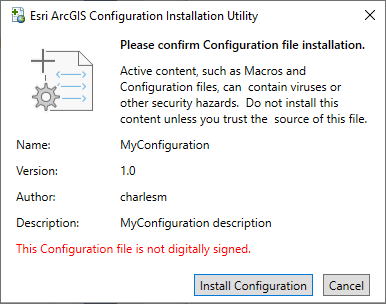 Esri ArcGIS Configuration Installation Utility
Please confirm Configuration file installation.
Active content, such as Macros and
Configuration files, can  contain viruses or
other security hazards.  Do not install this
content unless you trust the  source of this file.
Name: MyConfiguration
Version: 1.0
Author: charlesm
Description: MyConfiguration description
This Configuration file is not digitally signed.
Install Configuration Cancel